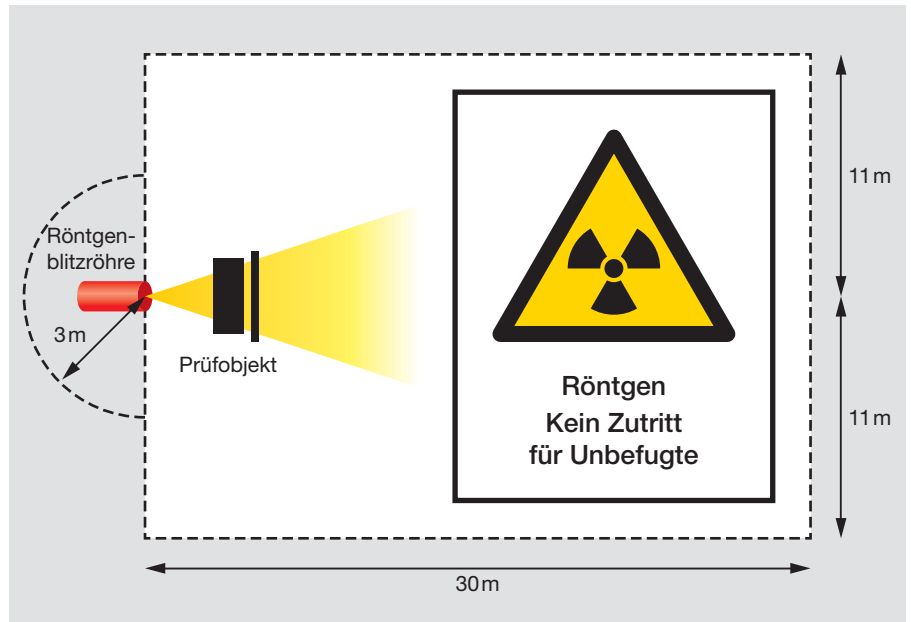 Röntgen-
blitzröhre
3 m
Prüfobjekt
Röntgen
Kein Zutritt
für Unbefugte
11 m
11 m
30 m